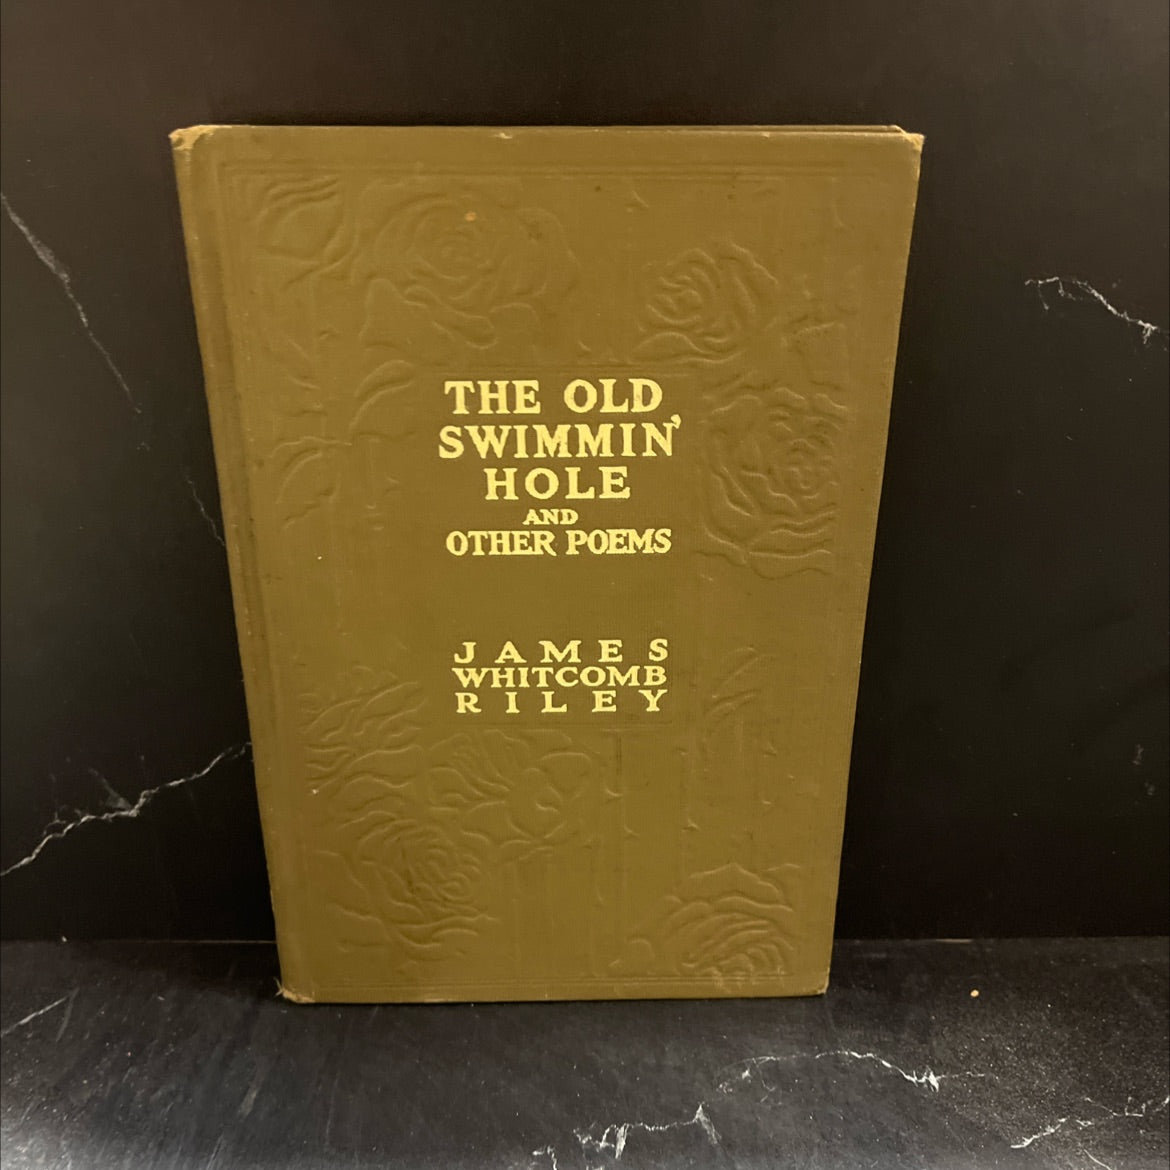 THE OLD
SWIMMIN'
HOLE
AND
OTHER POEMS
JAMES
WHITCOMB
RILEY